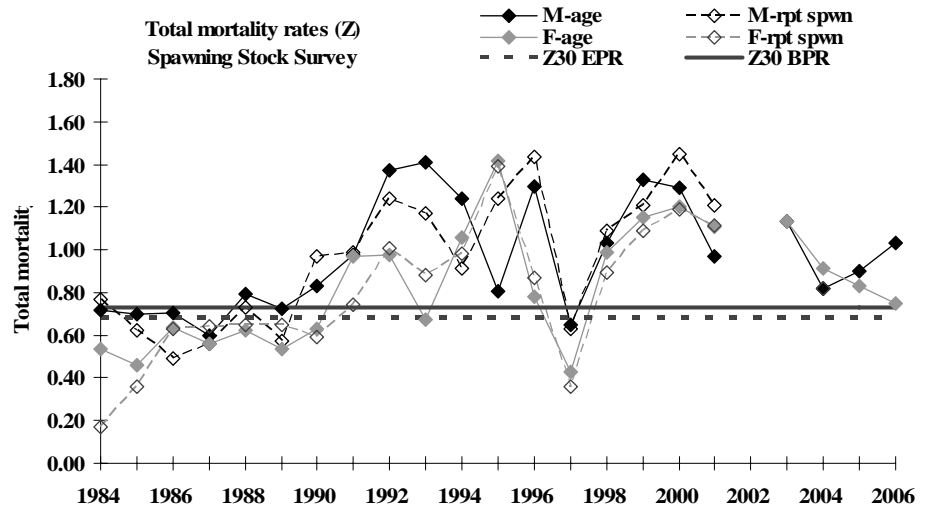 Total mortality rates (Z)
Spawning Stock Survey
M-age
M-rpt spwn
F-age
F-rpt spwn
Z30 EPR
Z30 BPR
Total mortalit
1.80
1.60
1.40
1.20
1.00
0.80
0.60
0.40
0.20
0.00
1984 1986 1988 1990 1992 1994 1996 1998 2000 2002 2004 2006